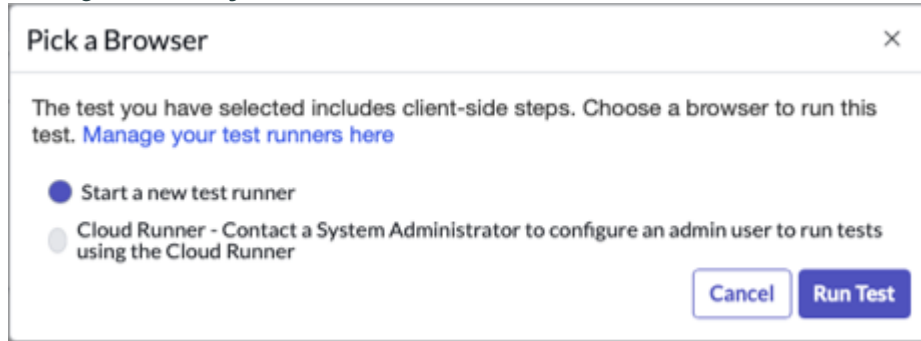 Pick a Browser
The test you have selected includes client-side steps. Choose a browser to run this
test. Manage your test runners here
Start a new test runner
Cloud Runner - Contact a System Administrator to configure an admin user to run tests
using the Cloud Runner
Cancel Run Test